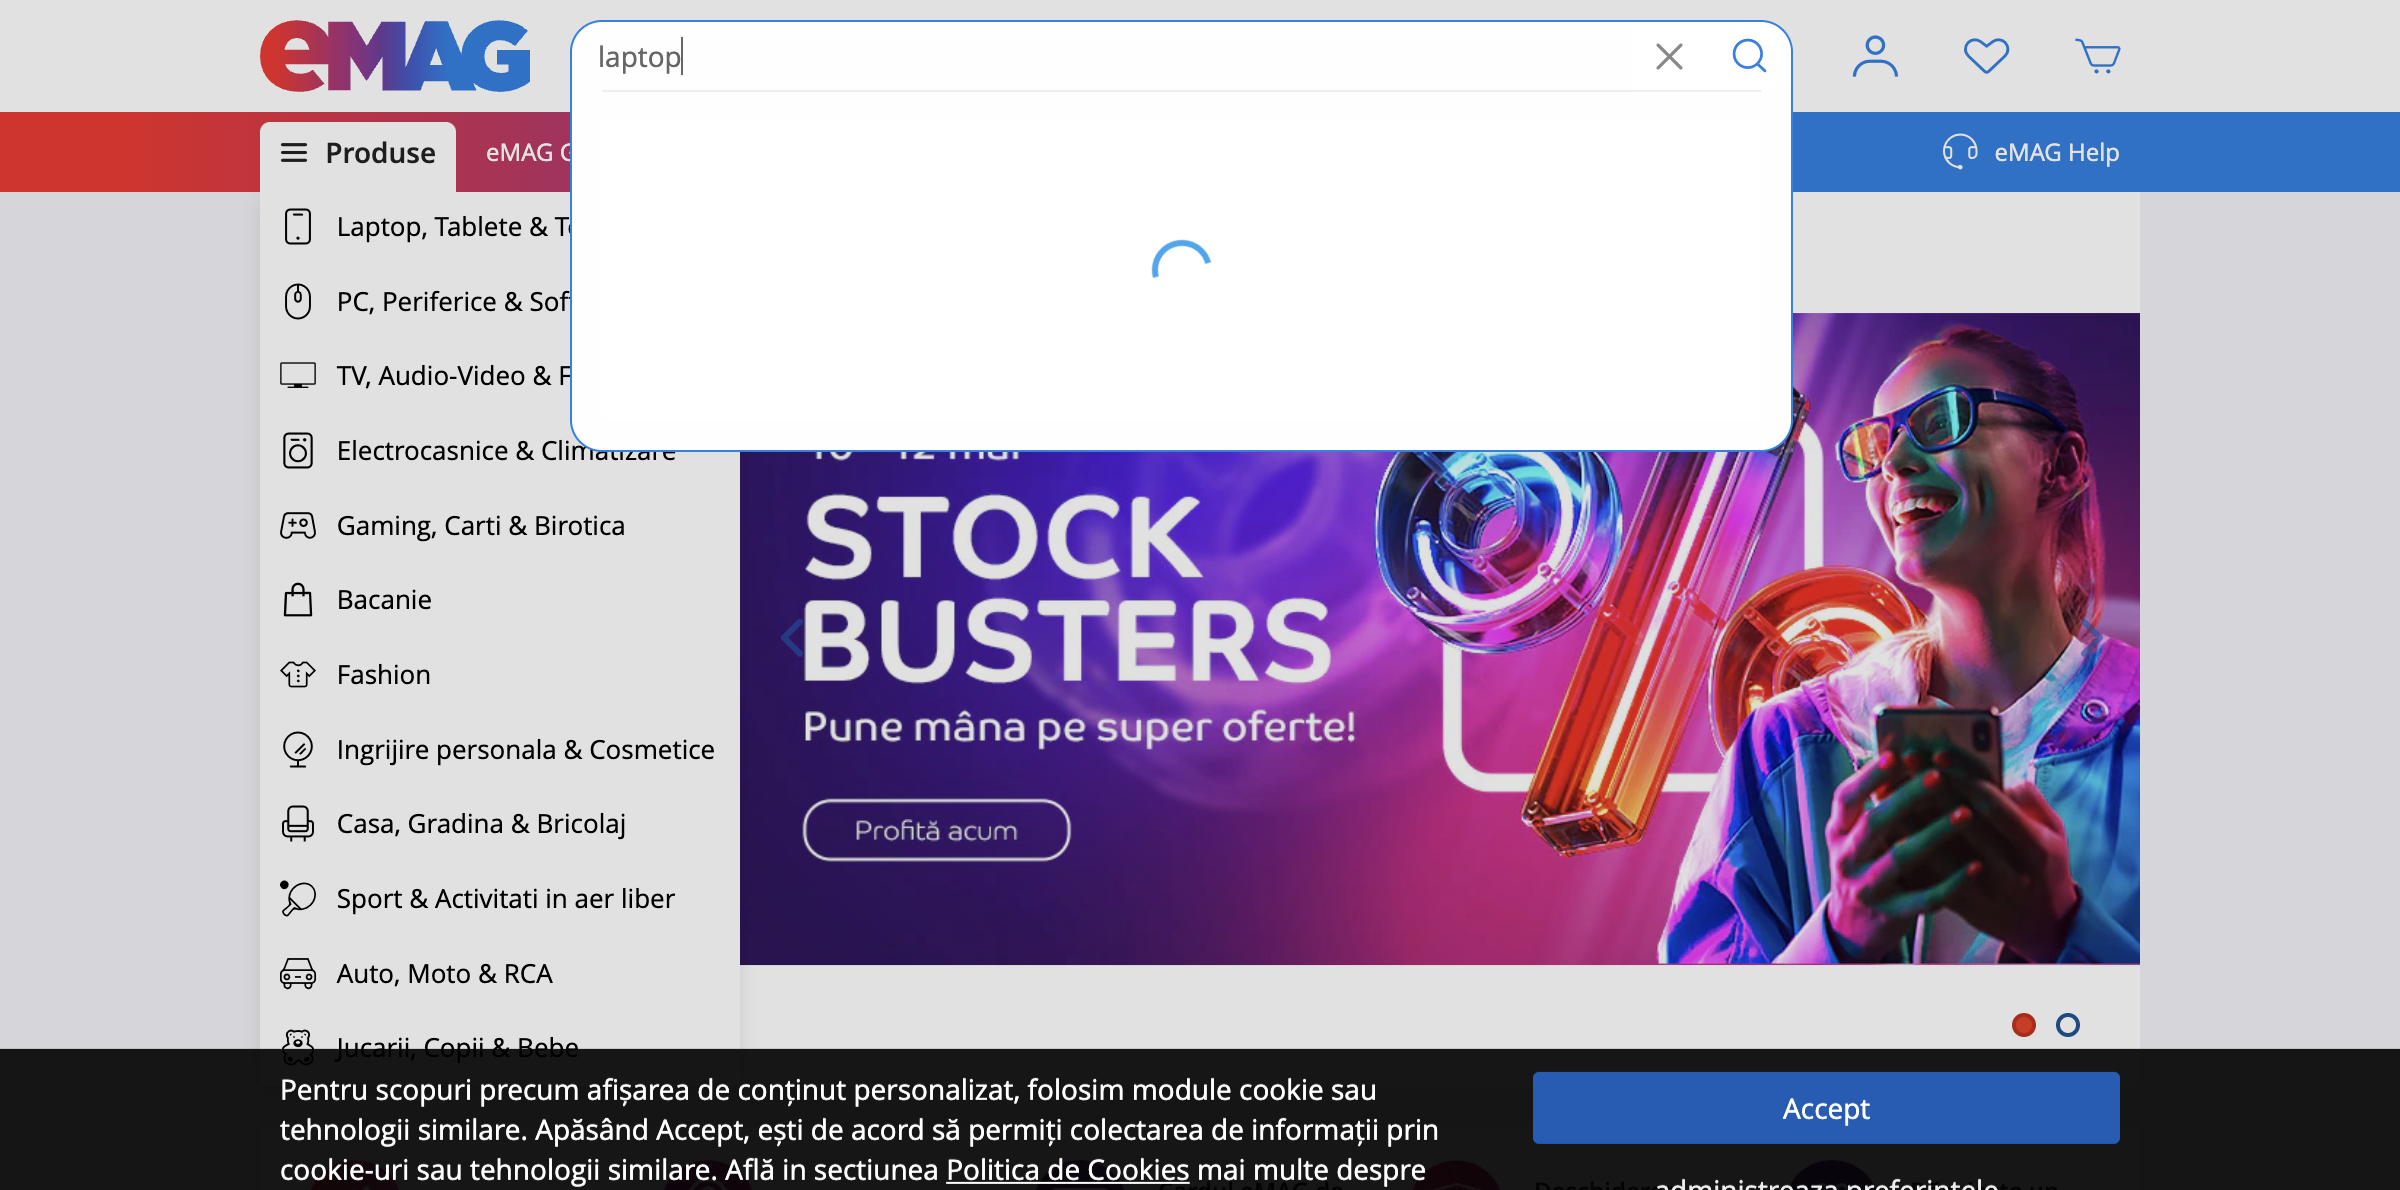 eMAG
laptop
Produse
eMAG
eMAG Help
Laptop, Tablete &
PC, Periferice &
TV, Audio-Video &
Electrocasnice & Climatizare
Gaming, Carti & Birotica
Bacanie
Fashion
Ingrijire personala & Cosmetice
Casa, Gradina & Bricolaj
Sport & Activitati in aer liber
Auto, Moto & RCA
Jucarii, Copii & Bebe
STOCK
BUSTERS
Pune mâna pe super oferte!
Profită acum
Pentru scopuri precum afișarea de conținut personalizat, folosim module cookie sau
tehnologii similare. Apăsând Accept, ești de acord să permiți colectarea de informații prin
cookie-uri sau tehnologii similare. Află in sectiunea Politica de Cookies mai multe despre
Accept
administreaza preferintele